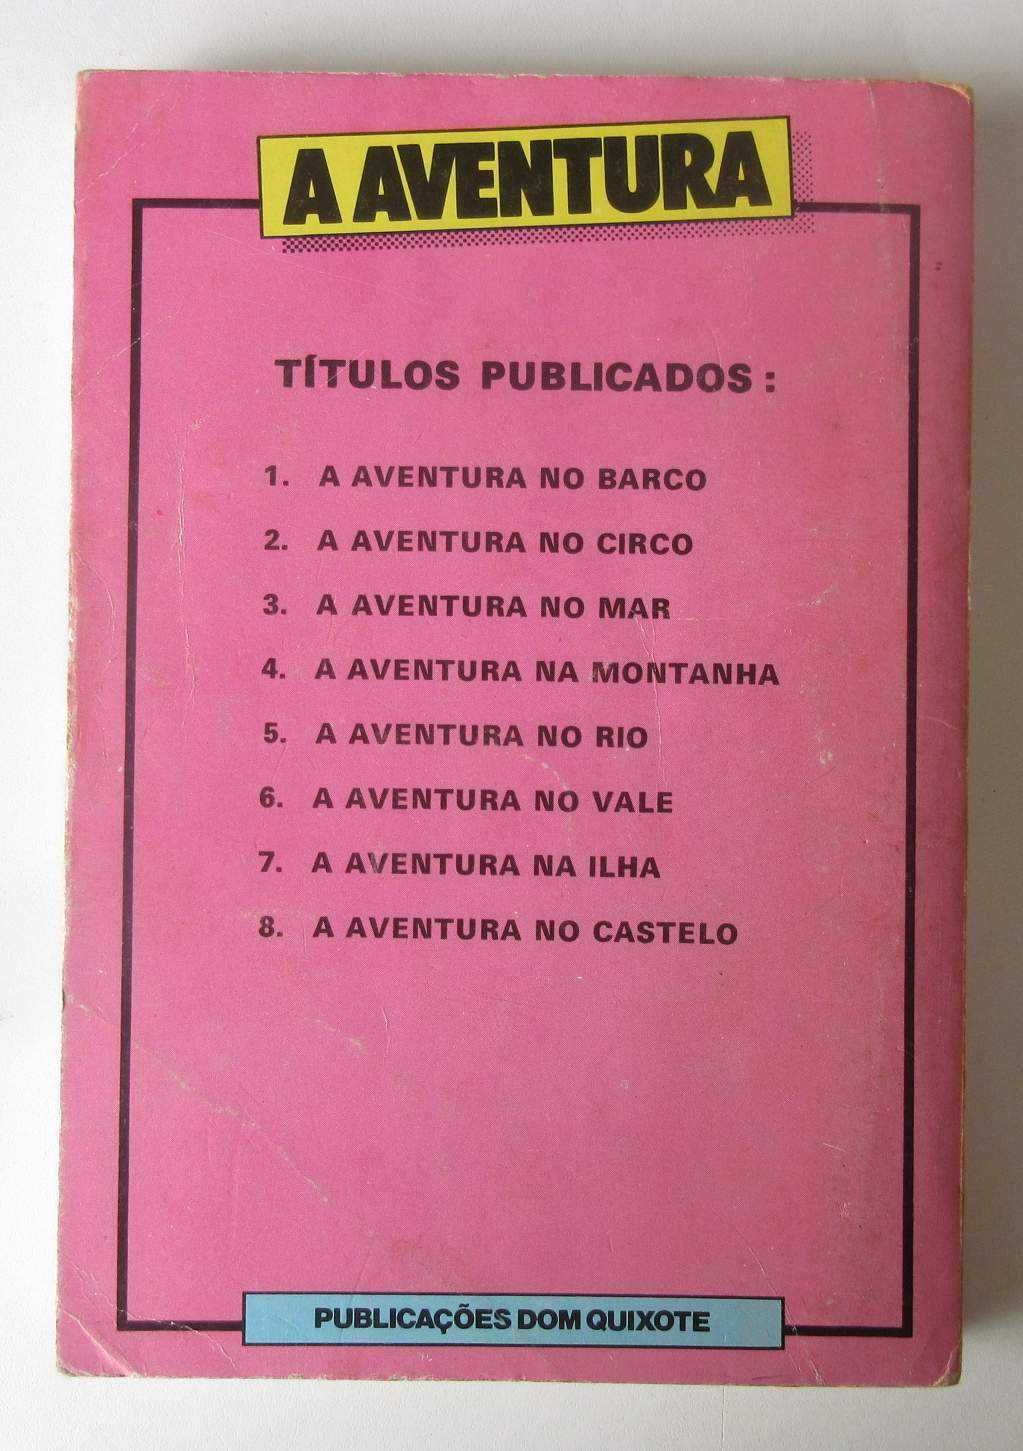 A AVENTURA
TÍTULOS PUBLICADOS:
1. A AVENTURA NO BARCO
2. A AVENTURA NO CIRCO
3. A AVENTURA NO MAR
4. A AVENTURA NA MONTANHA
5. A AVENTURA NO RIO
6. A AVENTURA NO VALE
7. A AVENTURA NA ILHA
8. A AVENTURA NO CASTELO
PUBLICAÇÕES DOM QUIXOTE